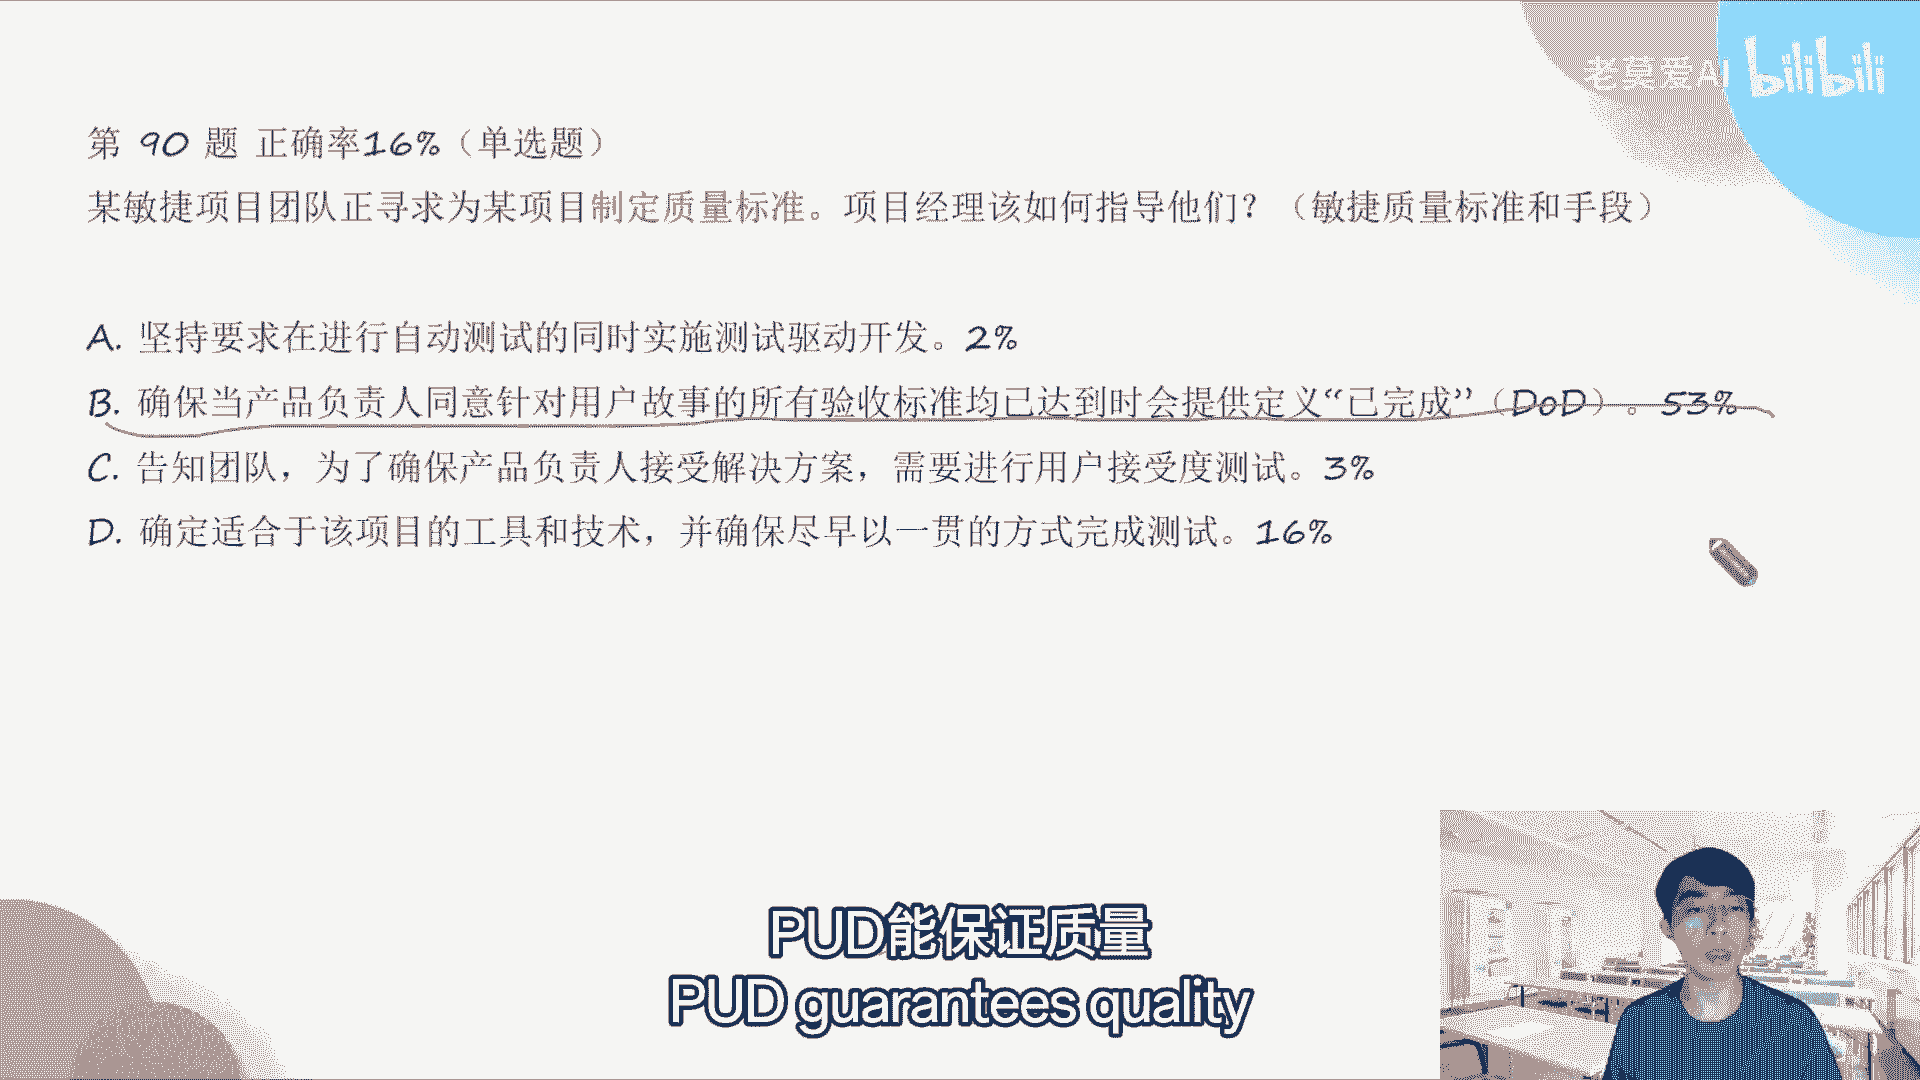 老莫爱AI bilibili
第 90 题 正确率16%（单选题）
某敏捷项目团队正寻求为某项目制定质量标准。项目经理该如何指导他们？（敏捷质量标准和手段）
A. 坚持要求在进行自动测试的同时实施测试驱动开发。2%
B. 确保当产品负责人同意针对用户故事的所有验收标准均已达到时会提供定义“已完成”（DoD）。53%
C. 告知团队，为了确保产品负责人接受解决方案，需要进行用户接受度测试。3%
D. 确定适合于该项目的工具和技术，并确保尽早以一贯的方式完成测试。16%
PUD能保证质量
PUD guarantees quality